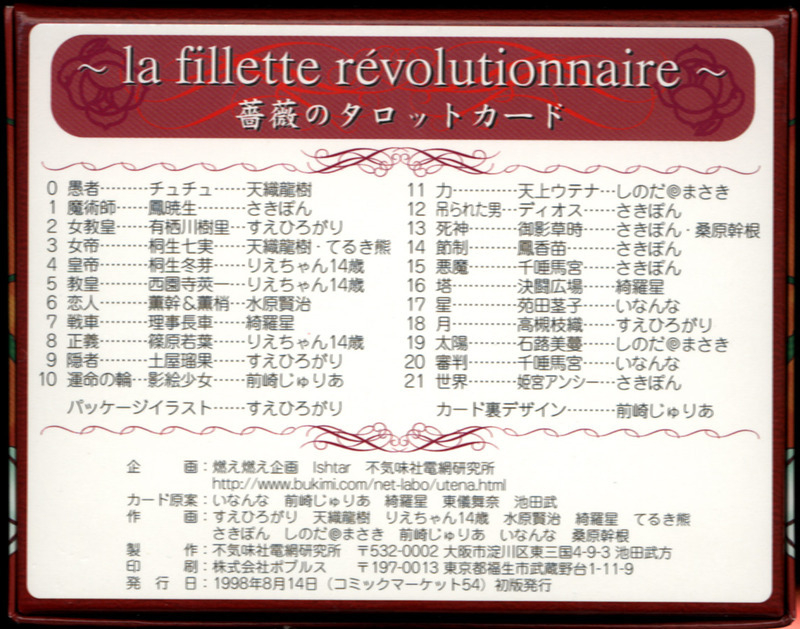 ~ la fillette révolutionnaire ~
薔薇のタロットカード
0 愚者………チュチュ……天織龍樹
1 魔術師……鳳暁生………さきぽん
2 女教皇……有栖川樹里…すえひろがり
3 女帝………桐生七実……天織龍樹・てるき熊
4 皇帝………桐生冬芽……りえちゃん14歳
5 教皇………西園寺莢一…りえちゃん14歳
6 恋人………薫幹&薫梢…水原賢治
7 戦車………理事長車……綺羅星
8 正義………篠原若葉……りえちゃん14歳
9 隠者………土屋瑠果……すえひろがり
10 運命の輪…影絵少女……前崎じゅりあ
パッケージイラスト……すえひろがり
11 力…………天上ウテナ…しのだ@まさき
12 吊られた男…ディオス……さきぽん
13 死神………御影草時……さきぽん・桑原幹根
14 節制………鳳香苗………さきぽん
15 悪魔………千唾馬宮……さきぽん
16 塔…………決闘広場……綺羅星
17 星…………苑田茎子……いなんな
18 月…………高槻枝織……すえひろがり
19 太陽………石蕗美蔓……しのだ@まさき
20 審判………千唾馬宮……いなんな
21 世界………姫宮アンシー…さきぽん
カード裏デザイン………前崎じゅりあ
企　　画：燃え燃え企画　Ishtar　不気味社電網研究所
http://www.bukimi.com/net-labo/utena.html
カード原案：いなんな　前崎じゅりあ　綺羅星　東儀舞奈　池田武
作　　画：すえひろがり　天織龍樹　りえちゃん14歳　水原賢治　綺羅星　てるき熊
さきぽん　しのだ@まさき　前崎じゅりあ　いなんな　桑原幹根
製　　作：不気味社電網研究所　〒532-0002 大阪市淀川区東三国4-9-3 池田武方
印　　刷：株式会社ポプルス　〒197-0013 東京都福生市武蔵野台1-11-9
発 行 日：1998年8月14日（コミックマーケット54）初版発行